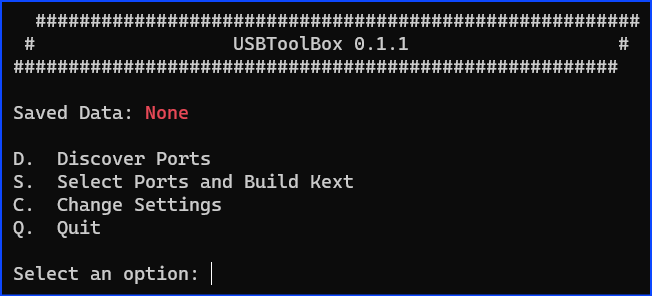 #######################################################
# USBToolBox 0.1.1 #
#######################################################
Saved Data: None
D. Discover Ports
S. Select Ports and Build Kext
C. Change Settings
Q. Quit
Select an option: